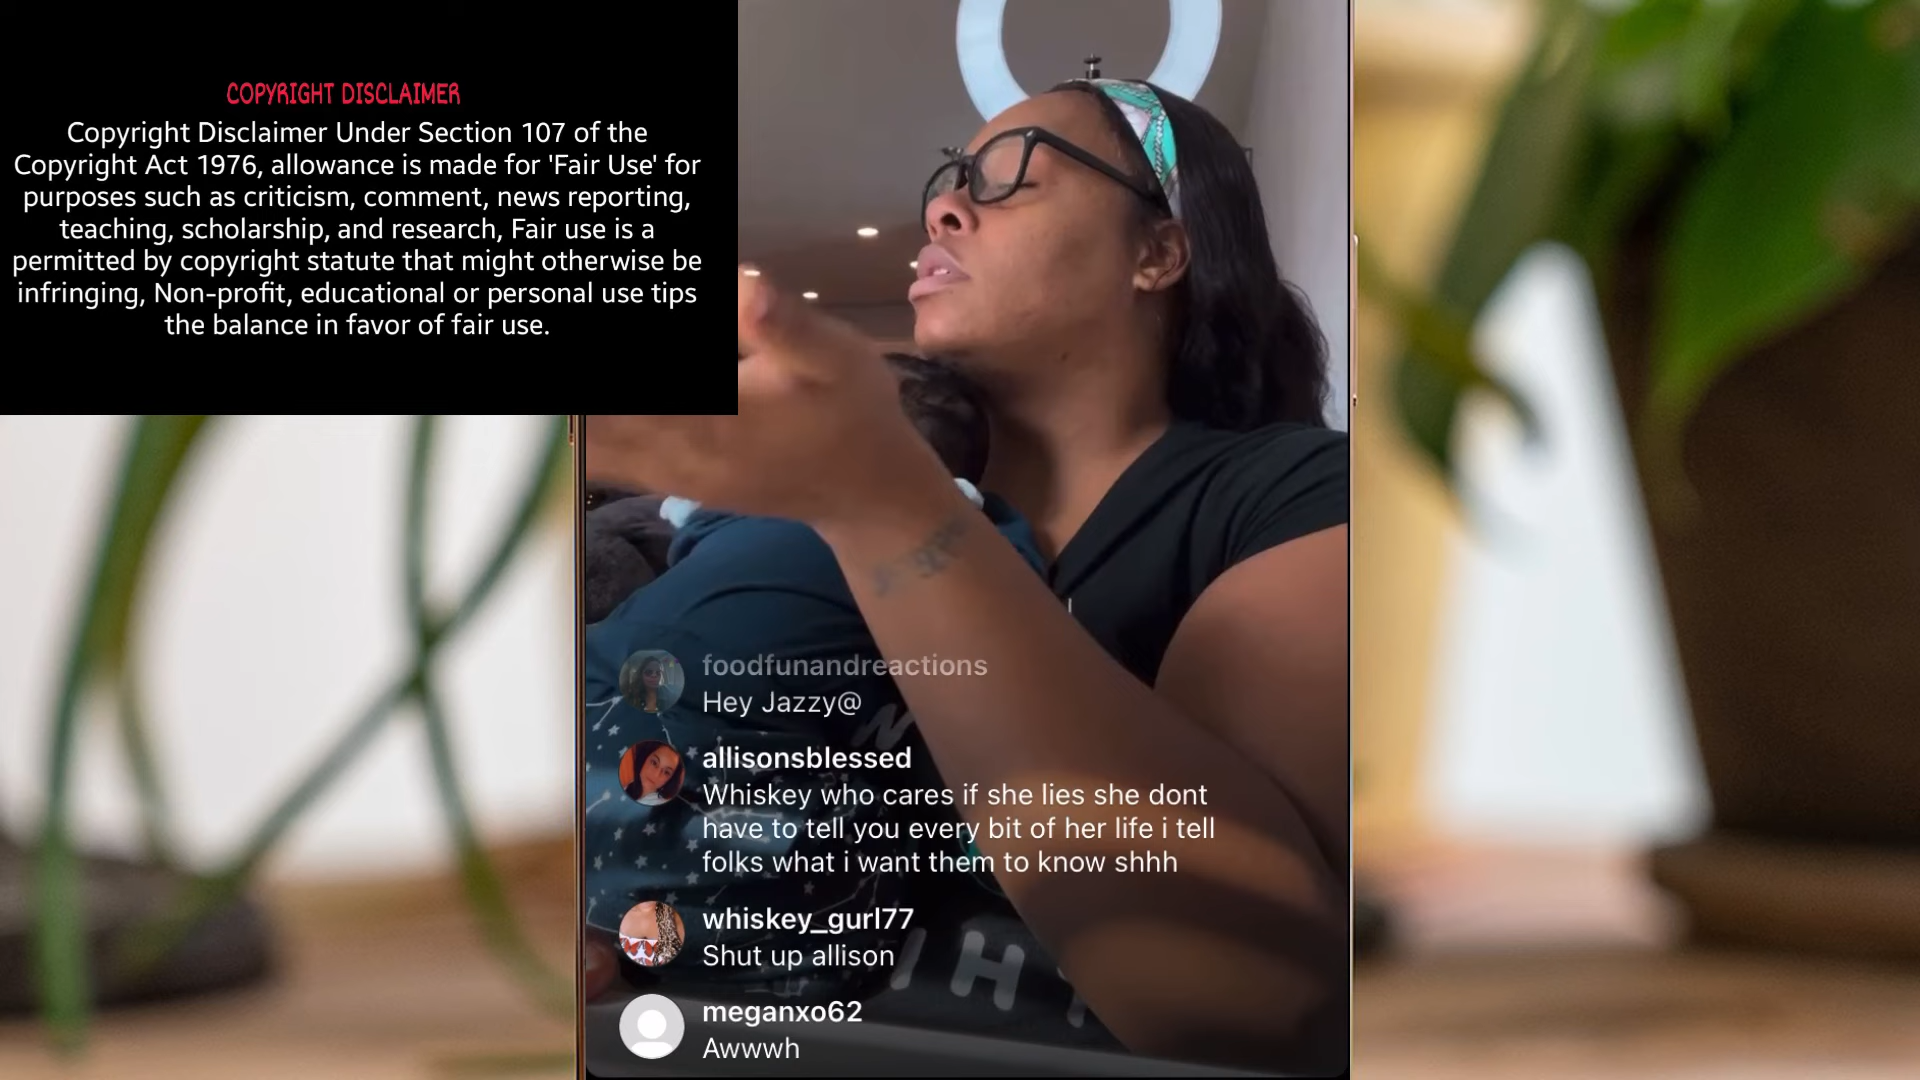 COPYRIGHT DISCLAIMER
Copyright Disclaimer Under Section 107 of the
Copyright Act 1976, allowance is made for 'Fair Use' for
purposes such as criticism, comment, news reporting,
teaching, scholarship, and research, Fair use is a
permitted by copyright statute that might otherwise be
infringing, Non-profit, educational or personal use tips
the balance in favor of fair use.
foodfunandreactions
Hey Jazzy@
allisonsblessed
Whiskey who cares if she lies she dont
have to tell you every bit of her life i tell
folks what i want them to know shhh
whiskey_gurl77
Shut up allison
meganxo62
Awwwh